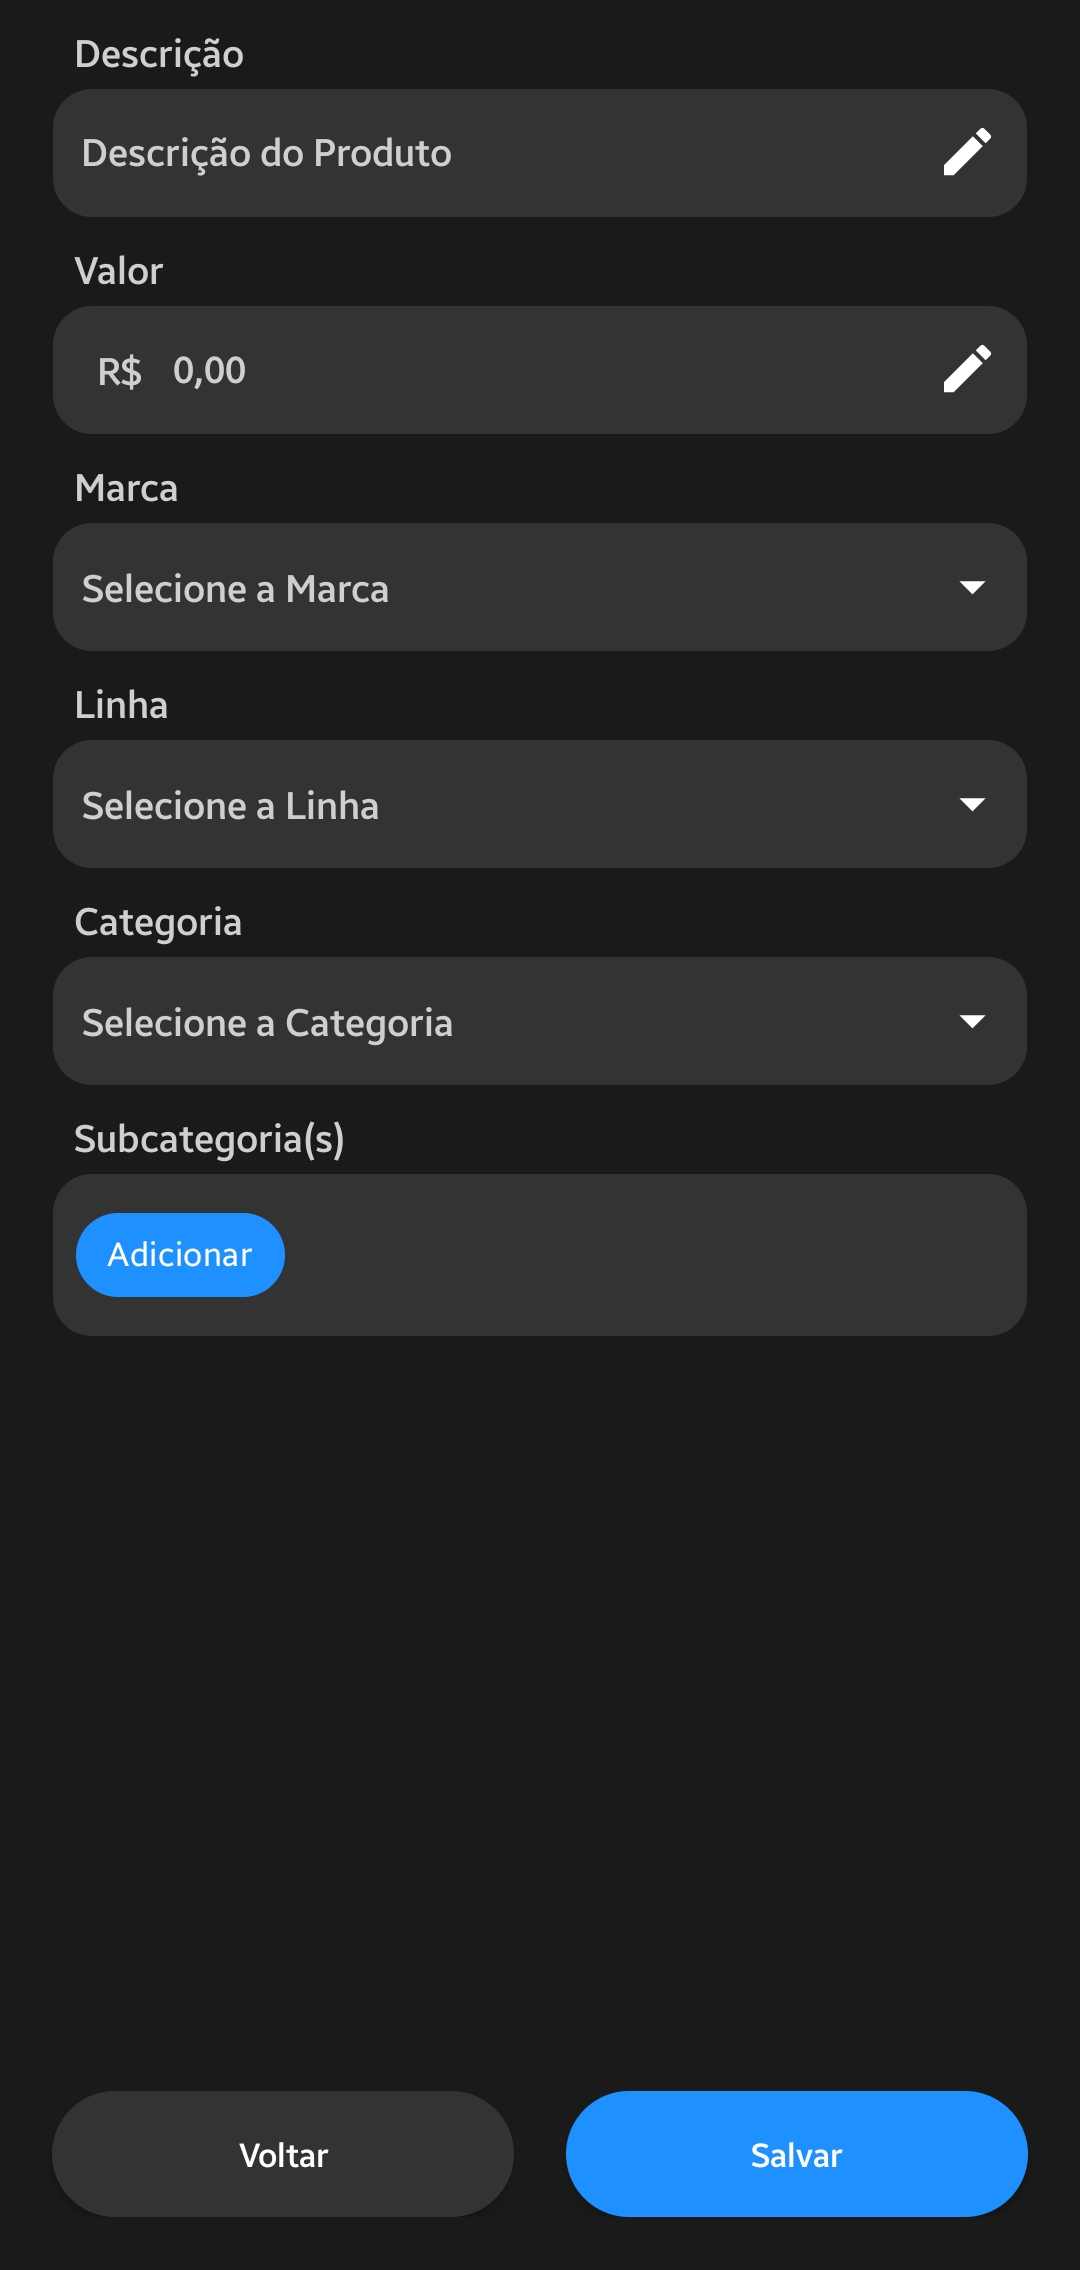 Descrição
Descrição do Produto
Valor
R$ 0,00
Marca
Selecione a Marca
Linha
Selecione a Linha
Categoria
Selecione a Categoria
Subcategoria(s)
Adicionar
Voltar
Salvar